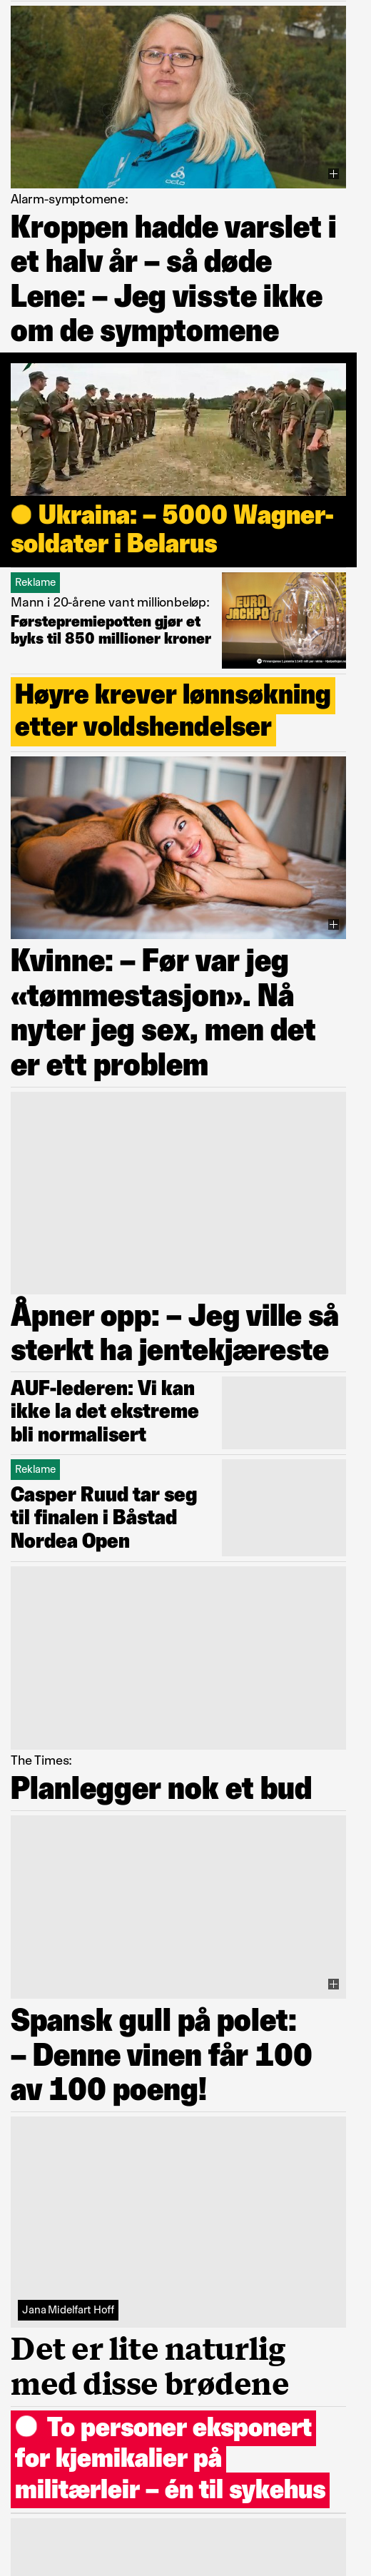 Alarm-symptomene:
Kroppen hadde varslet i
et halv år – så døde
Lene: – Jeg visste ikke
om de symptomene
Ukraina: – 5000 Wagner-
soldater i Belarus
Reklame
Mann i 20-årene vant millionbeløp:
Førstepremiepotten gjør et
byks til 850 millioner kroner
EURO
JACKPOT
Høyre krever lønnsøkning
etter voldshendelser
Kvinne: – Før var jeg
«tømmestasjon». Nå
nyter jeg sex, men det
er ett problem
Åpner opp: – Jeg ville så
sterkt ha jentekjæreste
AUF-lederen: Vi kan
ikke la det ekstreme
bli normalisert
Reklame
Casper Ruud tar seg
til finalen i Båstad
Nordea Open
The Times:
Planlegger nok et bud
Spansk gull på polet:
– Denne vinen får 100
av 100 poeng!
Jana Midelfart Hoff
Det er lite naturlig
med disse brødene
To personer eksponert
for kjemikalier på
militærleir – én til sykehus